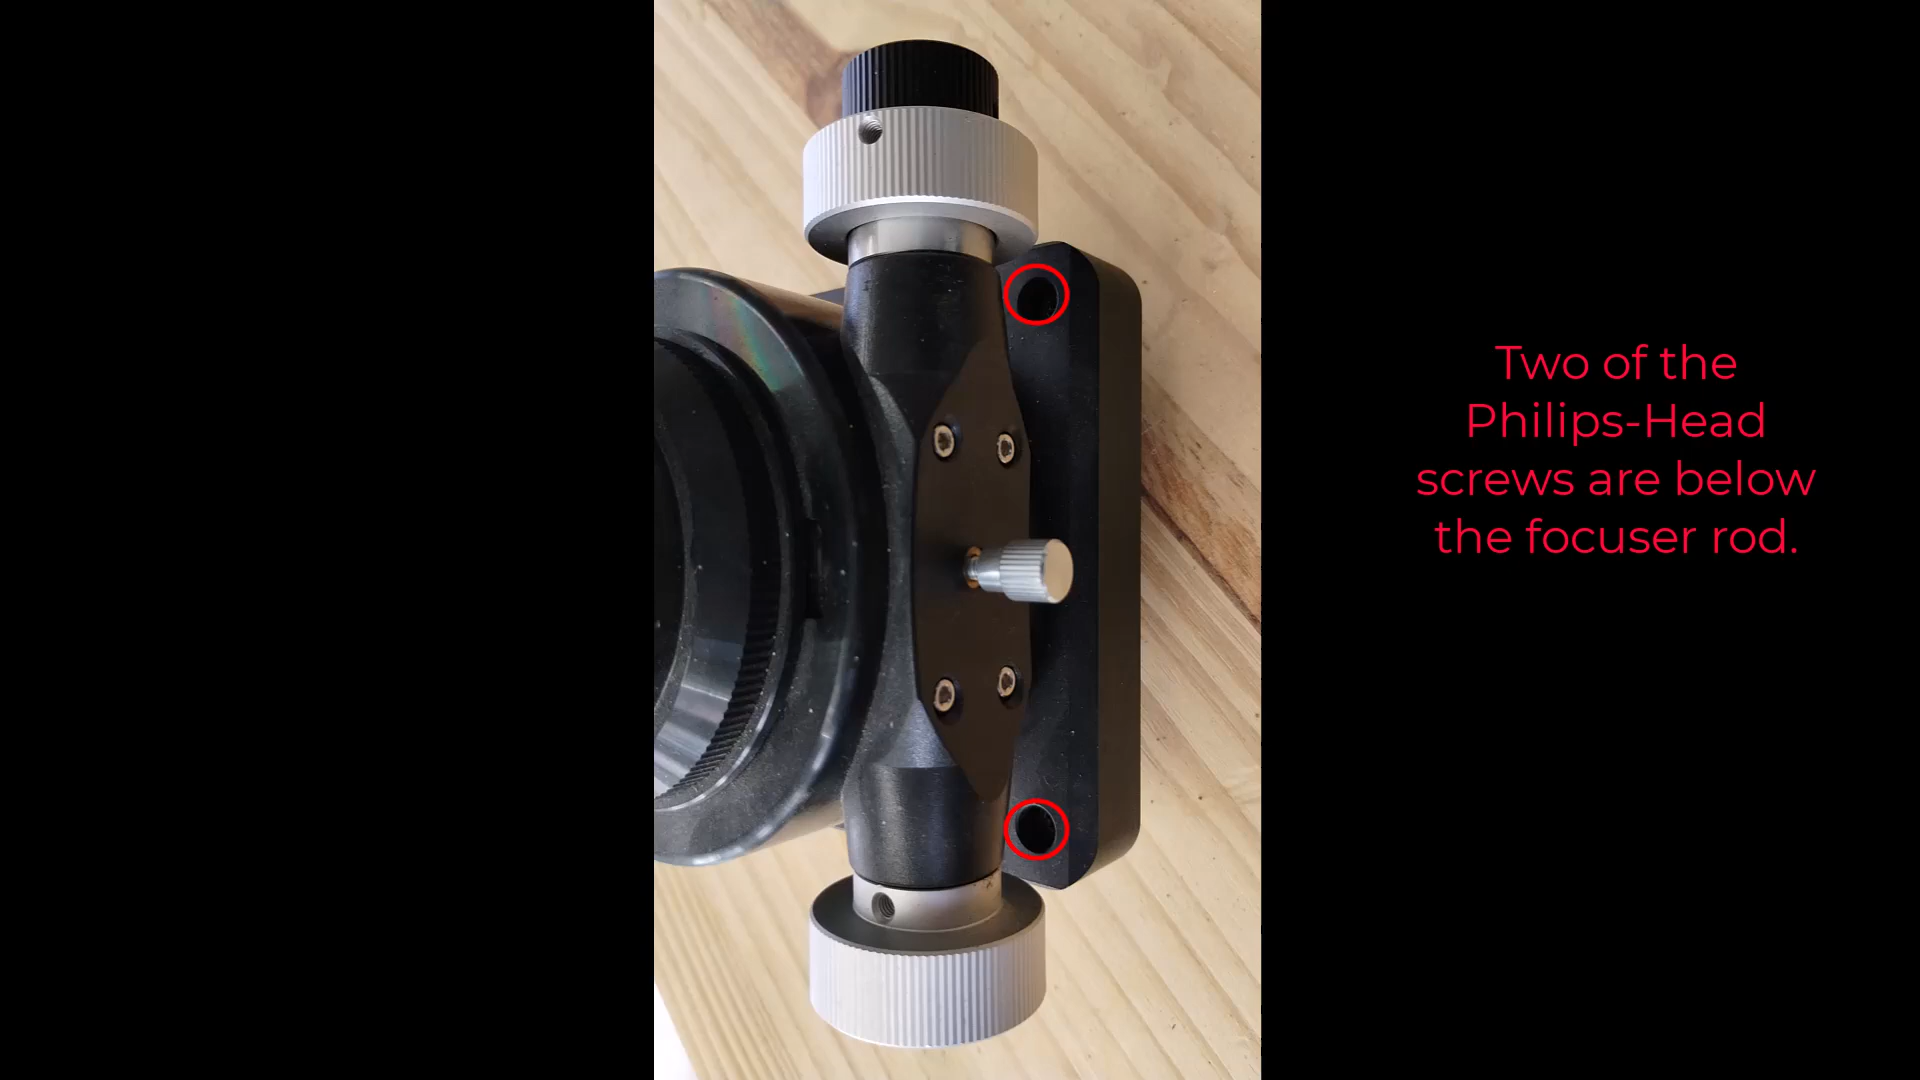 Two of the
Philips-Head
screws are below
the focuser rod.